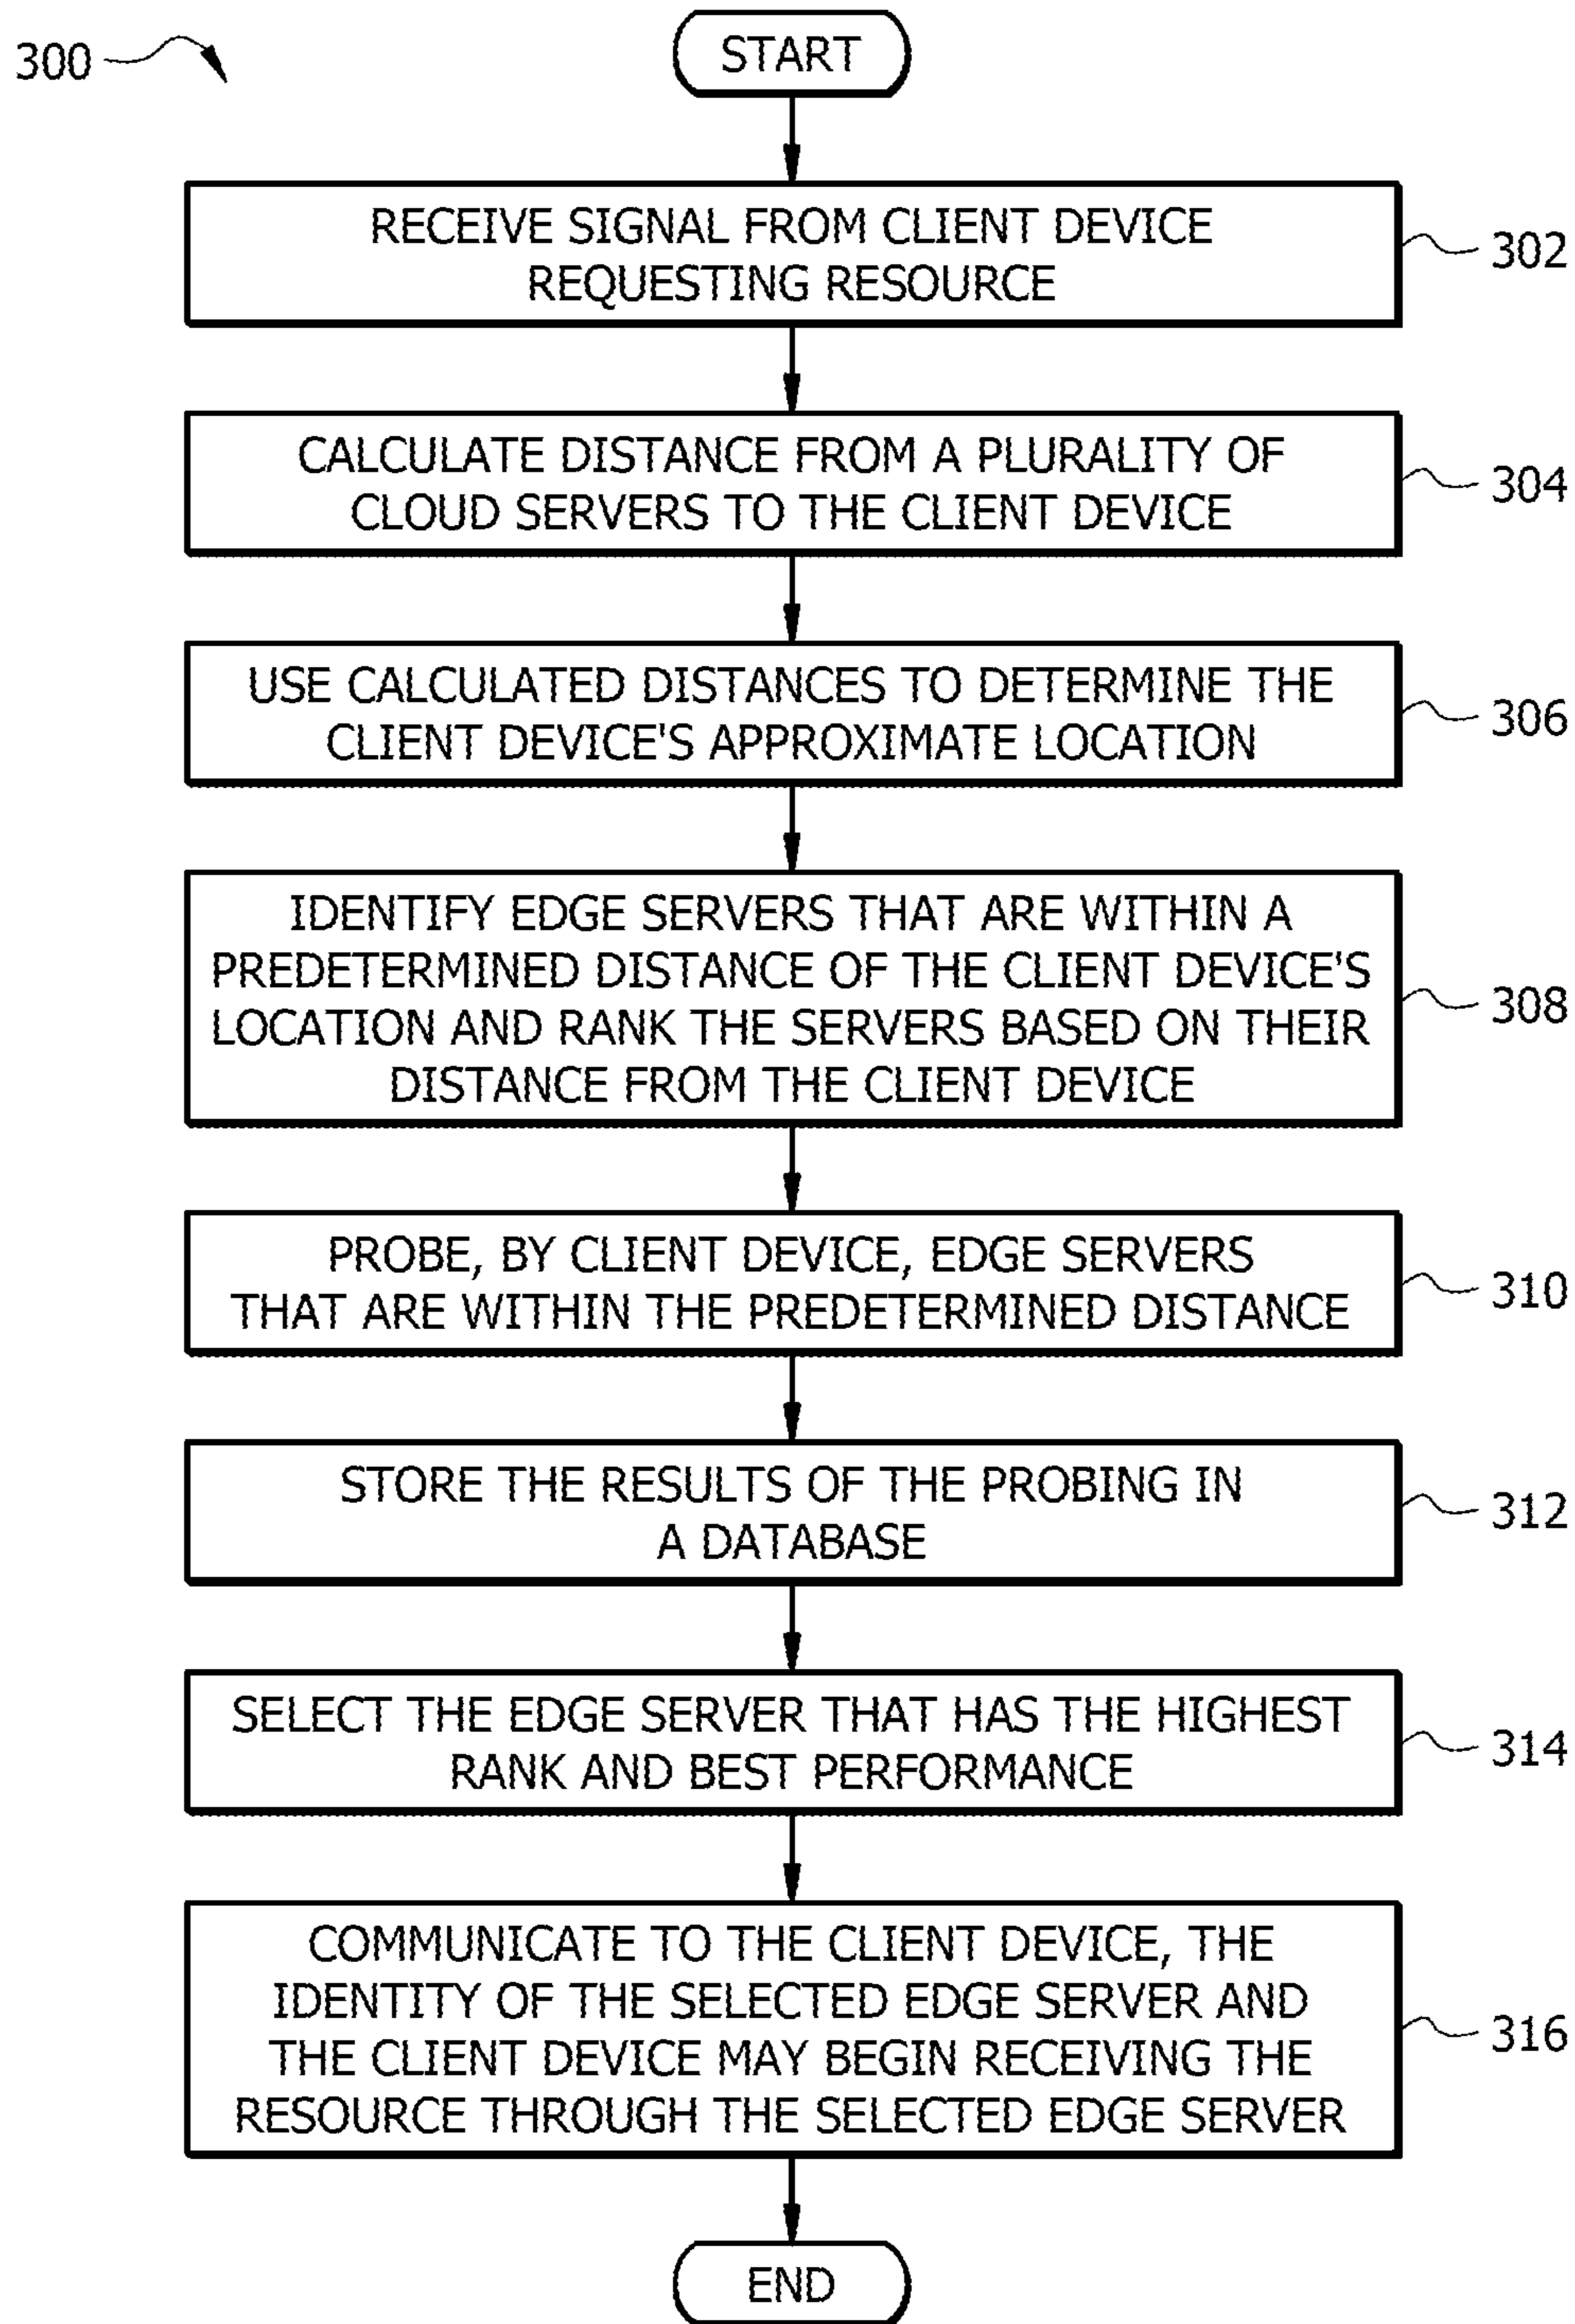 300
START
RECEIVE SIGNAL FROM CLIENT DEVICE
REQUESTING RESOURCE
302
CALCULATE DISTANCE FROM A PLURALITY OF
CLOUD SERVERS TO THE CLIENT DEVICE
304
USE CALCULATED DISTANCES TO DETERMINE THE
CLIENT DEVICE'S APPROXIMATE LOCATION
306
IDENTIFY EDGE SERVERS THAT ARE WITHIN A
PREDETERMINED DISTANCE OF THE CLIENT DEVICE'S
LOCATION AND RANK THE SERVERS BASED ON THEIR
DISTANCE FROM THE CLIENT DEVICE
308
PROBE, BY CLIENT DEVICE, EDGE SERVERS
THAT ARE WITHIN THE PREDETERMINED DISTANCE
310
STORE THE RESULTS OF THE PROBING IN
A DATABASE
312
SELECT THE EDGE SERVER THAT HAS THE HIGHEST
RANK AND BEST PERFORMANCE
314
COMMUNICATE TO THE CLIENT DEVICE, THE
IDENTITY OF THE SELECTED EDGE SERVER AND
THE CLIENT DEVICE MAY BEGIN RECEIVING THE
RESOURCE THROUGH THE SELECTED EDGE SERVER
316
END